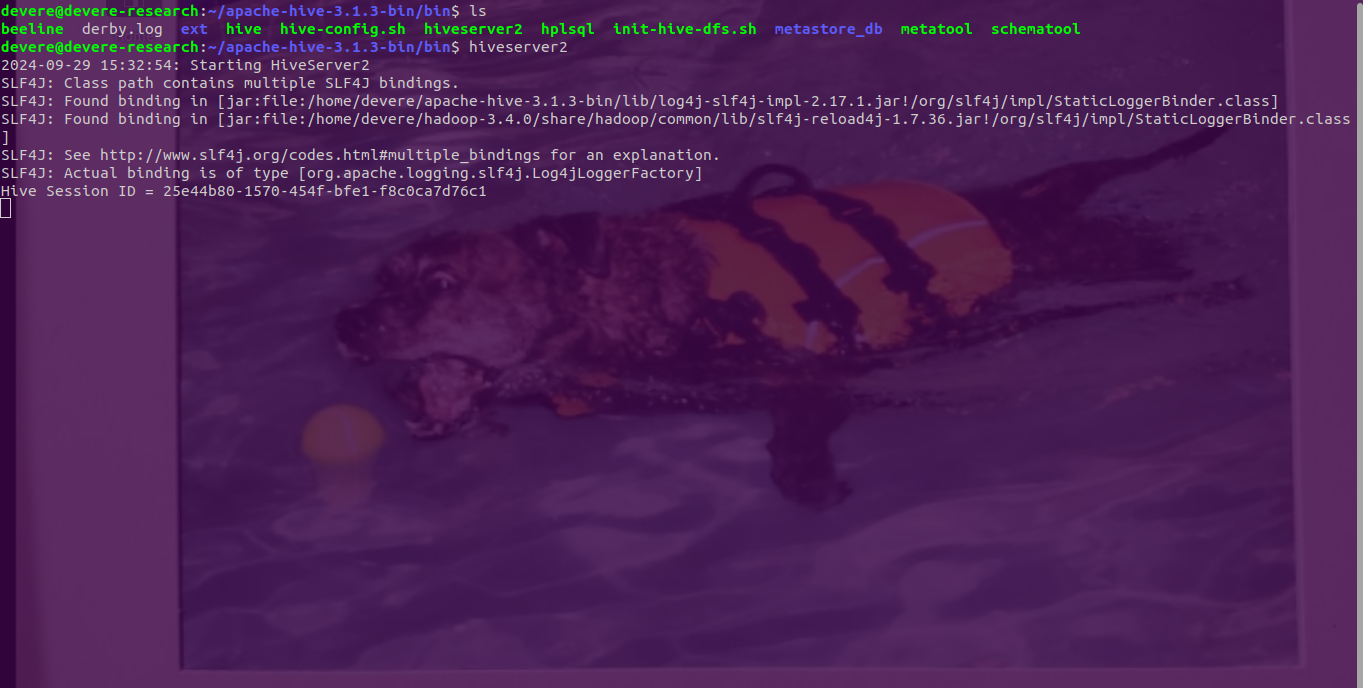 devere@devere-research:~/apache-hive-3.1.3-bin/bin$ ls
beeline  derby.log  ext  hive  hive-config.sh  hiveserver2  hplsql  init-hive-dfs.sh  metastore_db  metatool  schematool
devere@devere-research:~/apache-hive-3.1.3-bin/bin$ hiveserver2
2024-09-29 15:32:54: Starting HiveServer2
SLF4J: Class path contains multiple SLF4J bindings.
SLF4J: Found binding in [jar:file:/home/devere/apache-hive-3.1.3-bin/lib/log4j-slf4j-impl-2.17.1.jar!/org/slf4j/impl/StaticLoggerBinder.class]
SLF4J: Found binding in [jar:file:/home/devere/hadoop-3.4.0/share/hadoop/common/lib/slf4j-reload4j-1.7.36.jar!/org/slf4j/impl/StaticLoggerBinder.class
]
SLF4J: See http://www.slf4j.org/codes.html#multiple_bindings for an explanation.
SLF4J: Actual binding is of type [org.apache.logging.slf4j.Log4jLoggerFactory]
Hive Session ID = 25e44b80-1570-454f-bfe1-f8c0ca7d76c1